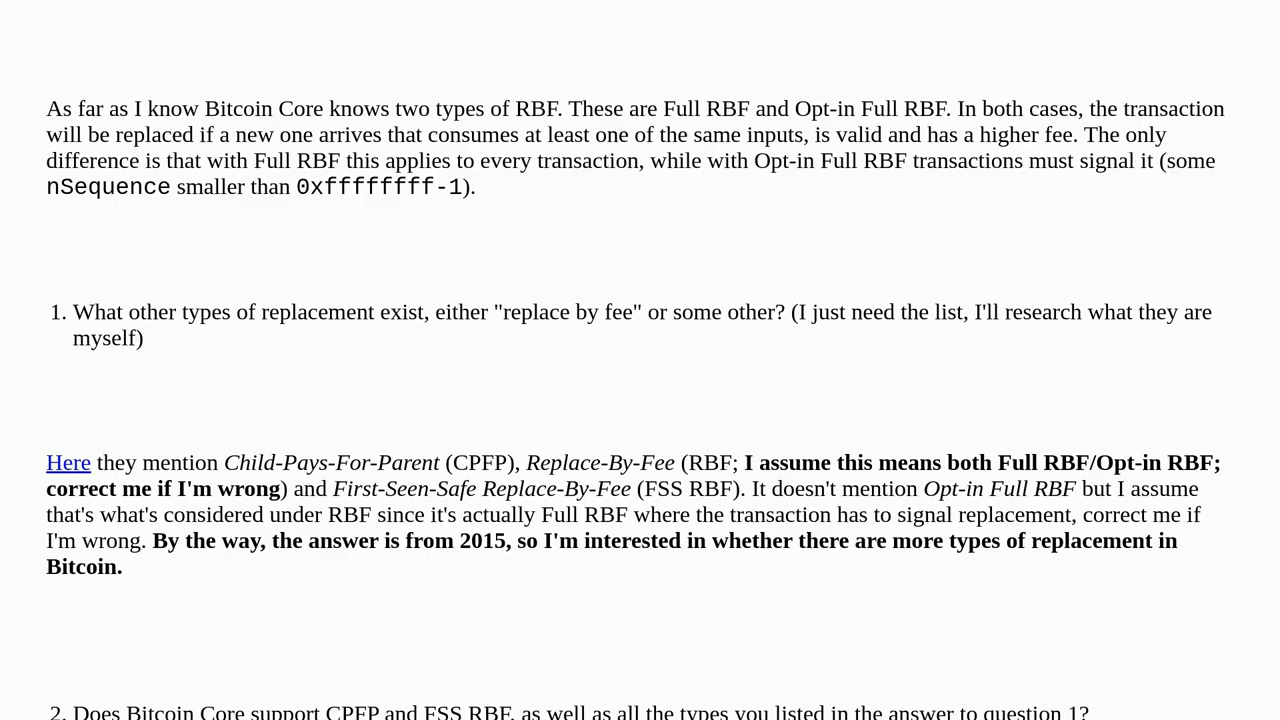 As far as I know Bitcoin Core knows two types of RBF. These are Full RBF and Opt-in Full RBF. In both cases, the transaction
will be replaced if a new one arrives that consumes at least one of the same inputs, is valid and has a higher fee. The only
difference is that with Full RBF this applies to every transaction, while with Opt-in Full RBF transactions must signal it (some
nSequence smaller than 0xffffffff-1).
1. What other types of replacement exist, either "replace by fee" or some other? (I just need the list, I'll research what they are
myself)
Here they mention Child-Pays-For-Parent (CPFP), Replace-By-Fee (RBF; I assume this means both Full RBF/Opt-in RBF;
correct me if I'm wrong) and First-Seen-Safe Replace-By-Fee (FSS RBF). It doesn't mention Opt-in Full RBF but I assume
that's what's considered under RBF since it's actually Full RBF where the transaction has to signal replacement, correct me if
I'm wrong. By the way, the answer is from 2015, so I'm interested in whether there are more types of replacement in
Bitcoin.
2. Does Bitcoin Core support CPFP and FSS RBF, as well as all the types you listed in the answer to question 1?